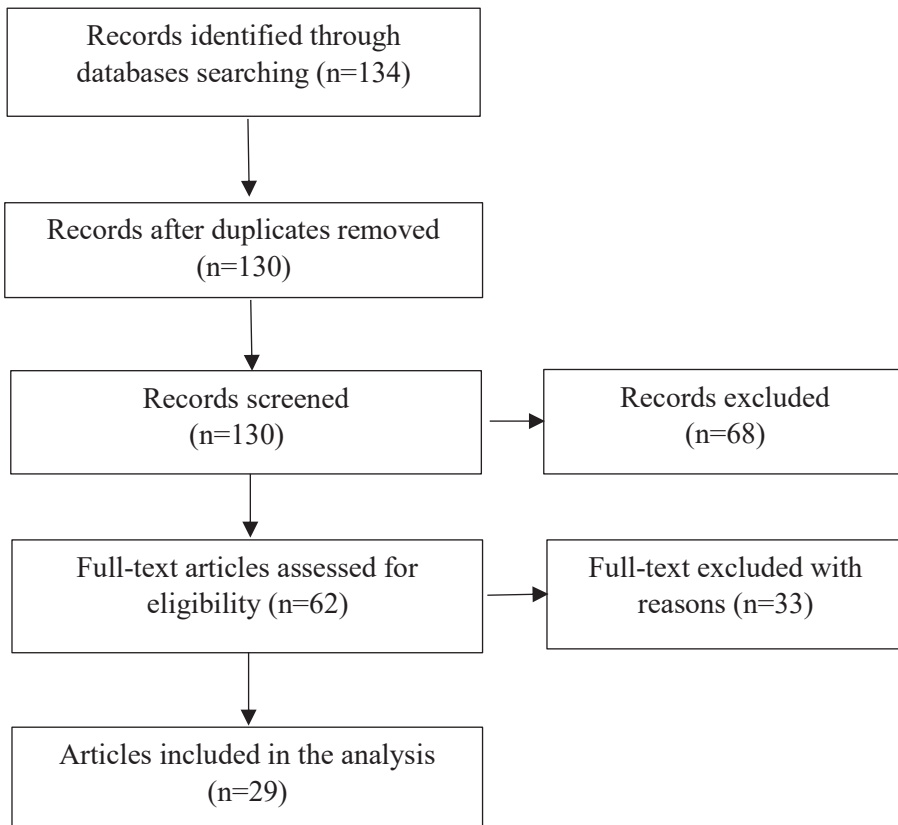 Records identified through
databases searching (n=134)
Records after duplicates removed
(n=130)
Records screened
(n=130)
Records excluded
(n=68)
Full-text articles assessed for
eligibility (n=62)
Full-text excluded with
reasons (n=33)
Articles included in the analysis
(n=29)